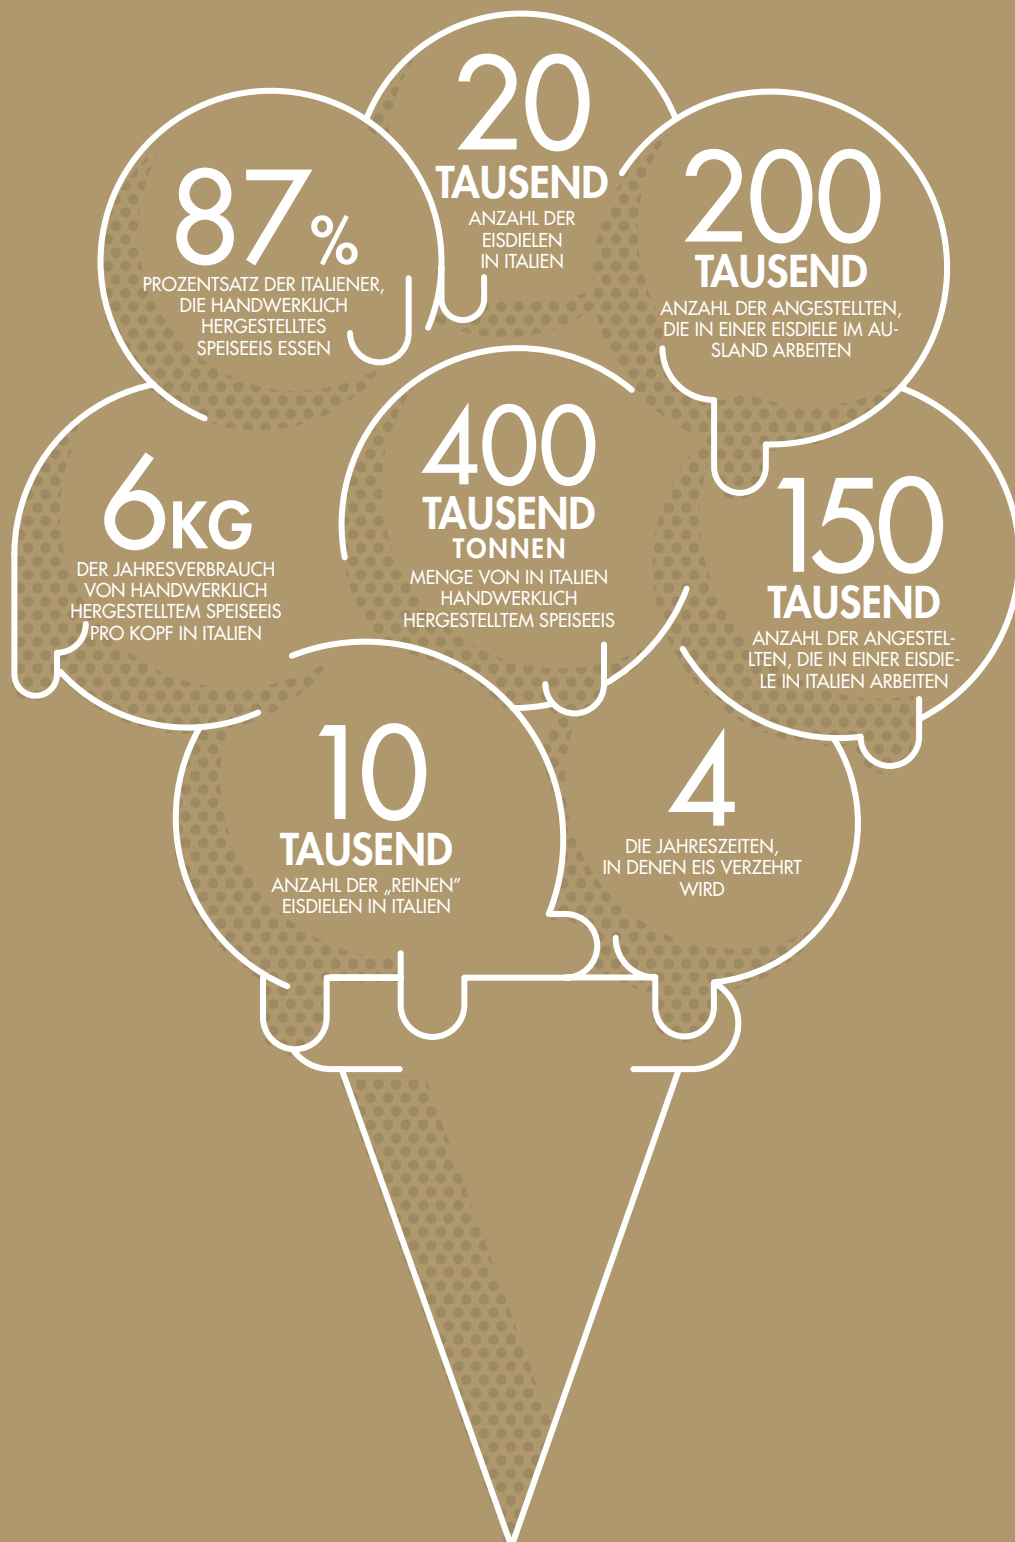 20
TAUSEND
ANZAHL DER
EISDIELEN
IN ITALIEN
87%
PROZENTSATZ DER ITALIENER,
DIE HANDWERKLICH
HERGESTELLTES
SPEISEEIS ESSEN
200
TAUSEND
ANZAHL DER ANGESTELLTEN,
DIE IN EINER EISDIELE IM AU-
SLAND ARBEITEN
6KG
DER JAHRESVERBRAUCH
VON HANDWERKLICH
HERGESTELLTEM SPEISEEIS
PRO KOPF IN ITALIEN
400
TAUSEND
TONNEN
MENGE VON IN ITALIEN
HANDWERKLICH
HERGESTELLTEM SPEISEEIS
150
TAUSEND
ANZAHL DER ANGESTEL-
LTEN, DIE IN EINER EISDIE-
LE IN ITALIEN ARBEITEN
10
TAUSEND
ANZAHL DER „REINEN”
EISDIELEN IN ITALIEN
4
DIE JAHRESZEITEN,
IN DENEN EIS VERZEHRT
WIRD